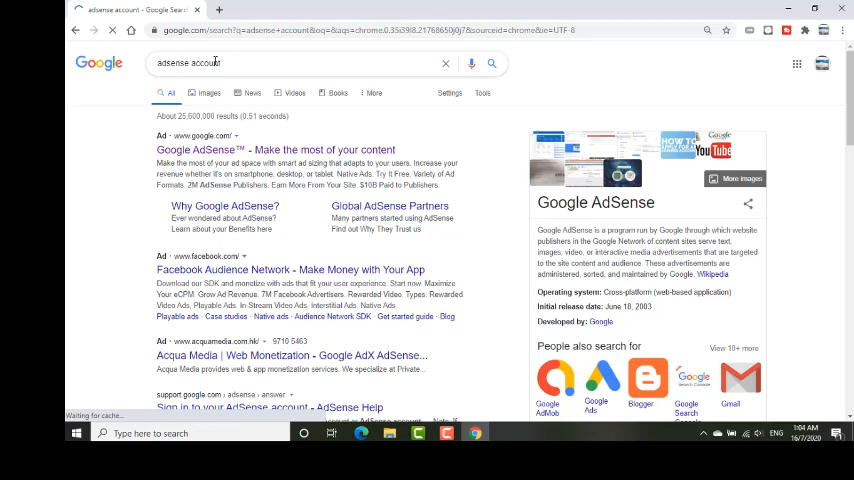 adsense account - Google Search
google.com/search?q=adsense+account&oq=&aqs=chrome.0.35i39l8.71760868650j0j7&sourceid=chrome&ie=UTF-8
Google
adsense account
All Images News Videos Books More Settings Tools
About 25,600,000 results (0.51 seconds)
Ad · www.google.com/
Google AdSense™ - Make the most of your content
Make the most of your ad space with smart ad sizing that adapts to your users. Increase your
revenue whether it's on smartphone, desktop, or tablet. Native Ads. Try It Free. Variety of Ad
Formats. 2M AdSense Publishers. Earn More From Your Site. $10B Paid to Publishers.
Why Google AdSense?
Ever wondered about AdSense?
Learn about your Benefits here
Global AdSense Partners
Many partners started using AdSense
Find out Why They Trust us
Ad · www.facebook.com/
Facebook Audience Network - Make Money with Your App
Download our SDK and monetize with ads that fit your user experience. Start now. Maximize
Your eCPM. Grow Ad Revenue. 7M Facebook Advertisers. Rewarded Video. Types: Rewarded
Video Ads, Playable Ads, In-Stream Video Ads, Interstitial Ads, Native Ads.
Playable ads · Case studies · Native ads · Audience Network SDK · Get started guide · Blog
Ad · www.acquamedia.com.hk/ 9710 5463
Acqua Media | Web Monetization - Google AdX AdSense...
Acqua Media provides web & app monetization services. We specialize at Private...
support.google.com › adsense › answer
Sign in to your AdSense account - AdSense Help
More images
Google AdSense
Google AdSense is a program run by Google through which website
publishers in the Google Network of content sites serve text,
images, video, or interactive media advertisements that are
targeted to the site content and audience. These advertisements are
administered, sorted, and maintained by Google. Wikipedia
Operating system: Cross-platform (web-based application)
Initial release date: June 18, 2003
Developed by: Google
People also search for
View 10+ more
Google AdMob
Google Ads
Blogger
Google Search
Gmail
Waiting for cache...
Type here to search
ENG
1:04 AM
16/7/2020